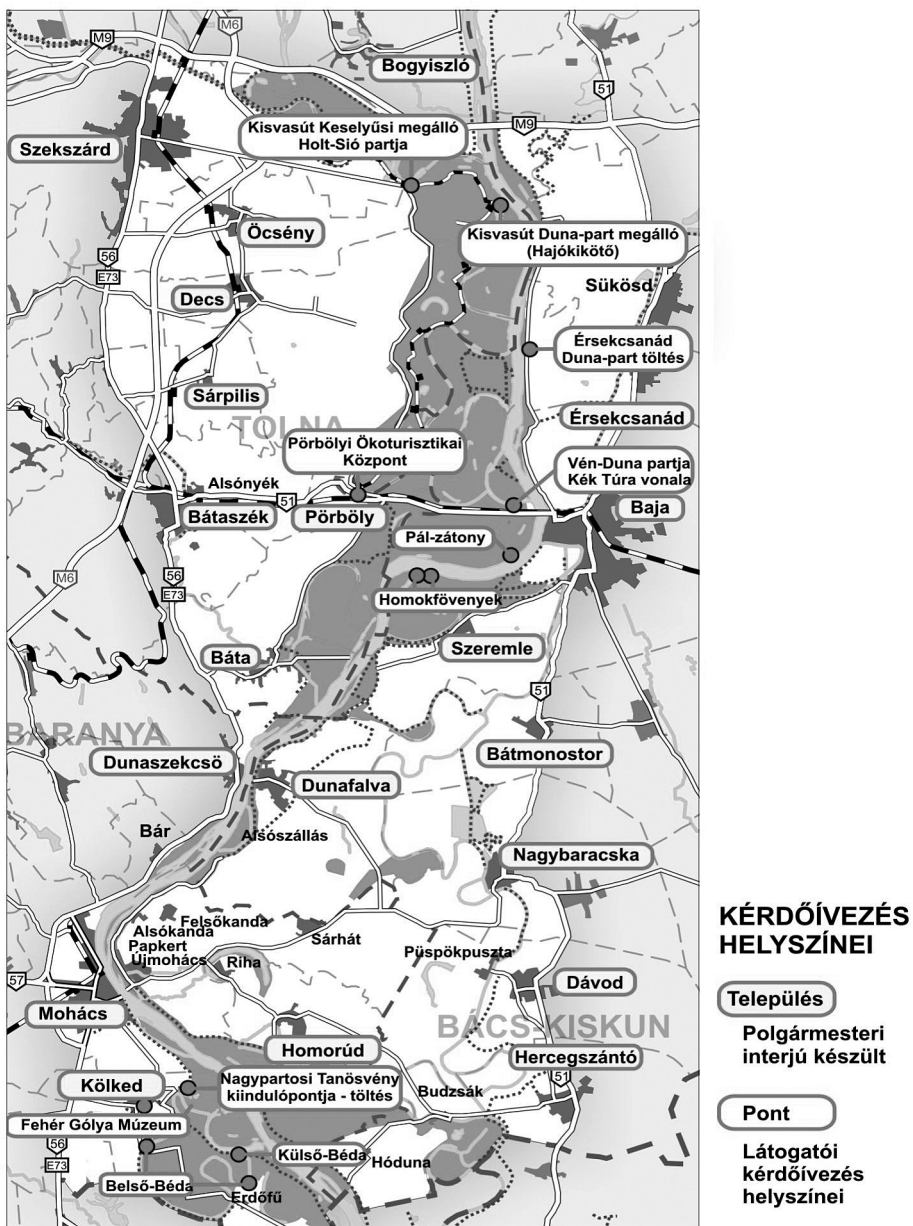 M6
M9
Bogyiszló
51
Kisvasút Keselyűsi megálló
Holt-Sió partja
M9
Szekszárd
Öcsény
Kisvasút Duna-part megálló
(Hajókikötő)
56
E73
Sükösd
Decs
Érsekcsanád
Duna-part töltés
Sárpilis
TOLNA
Érsekcsanád
Pörbölyi Ökoturisztikai
Központ
Vén-Duna partja
Kék Túra vonala
Alsónyék
51
Bátaszék
Pörböly
Baja
Pál-zátony
M6
56
E73
Homokfövenyek
Szeremle
Báta
51
BARANYA
Bátmonostor
Dunaszekcsö
Dunafalva
Bár
Alsószállás
Nagybaracska
KÉRDŐÍVEZÉS
HELYSZÍNEI
Felsőkanda
Alsókanda
Papkert
Újmohács
Sárhát
Riha
Püspökpuszta
57
Dávod
Település
Mohács
BÁCS-KISKUN
Polgármesteri
interjú készült
Homorúd
Hercegszántó
51
Kölked
Nagypartosi Tanösvény
kiindulópontja - töltés
Budzsák
Pont
Fehér Gólya Múzeum
56
E73
Külső-Béda
Hóduna
Látogatói
kérdőívezés
helyszínei
Belső-Béda
Erdőfű